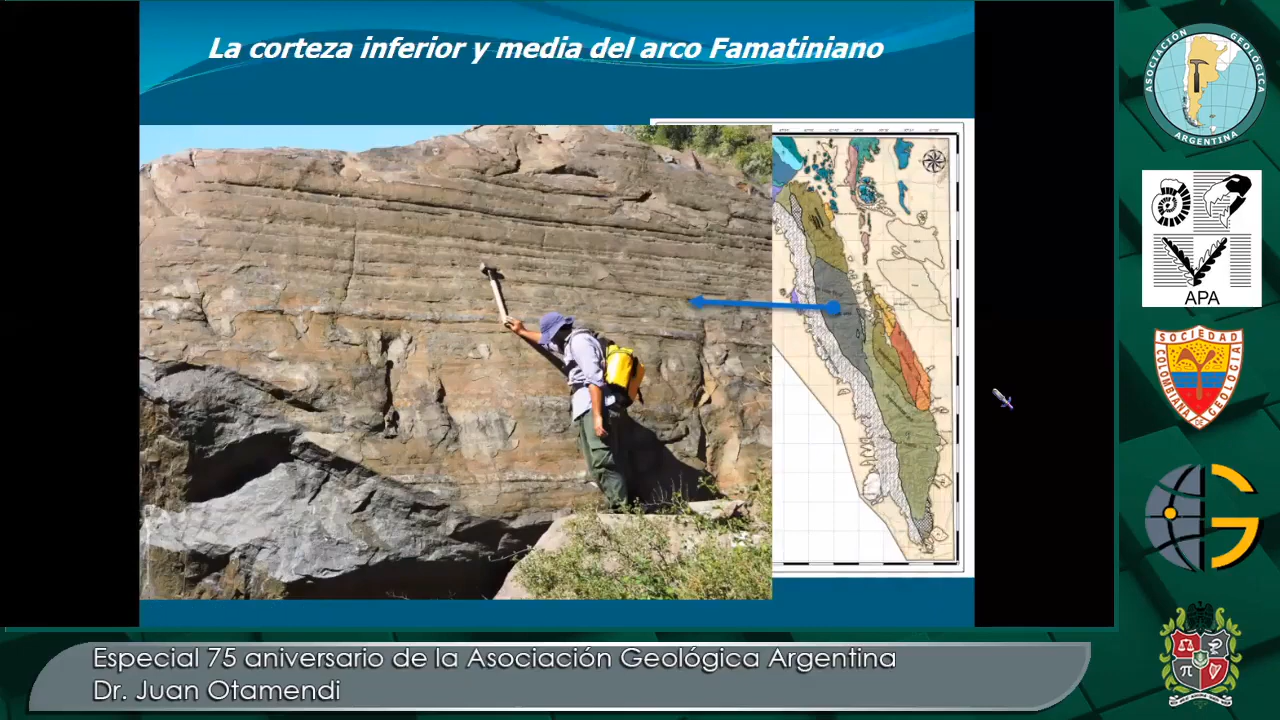 La corteza inferior y media del arco Famatiniano
ASOCIACIÓN GEOLÓGICA
ARGENTINA
APA
SOCIEDAD
COLOMBIANA DE GEOLOGIA
G
Especial 75 aniversario de la Asociación Geológica Argentina
Dr. Juan Otamendi